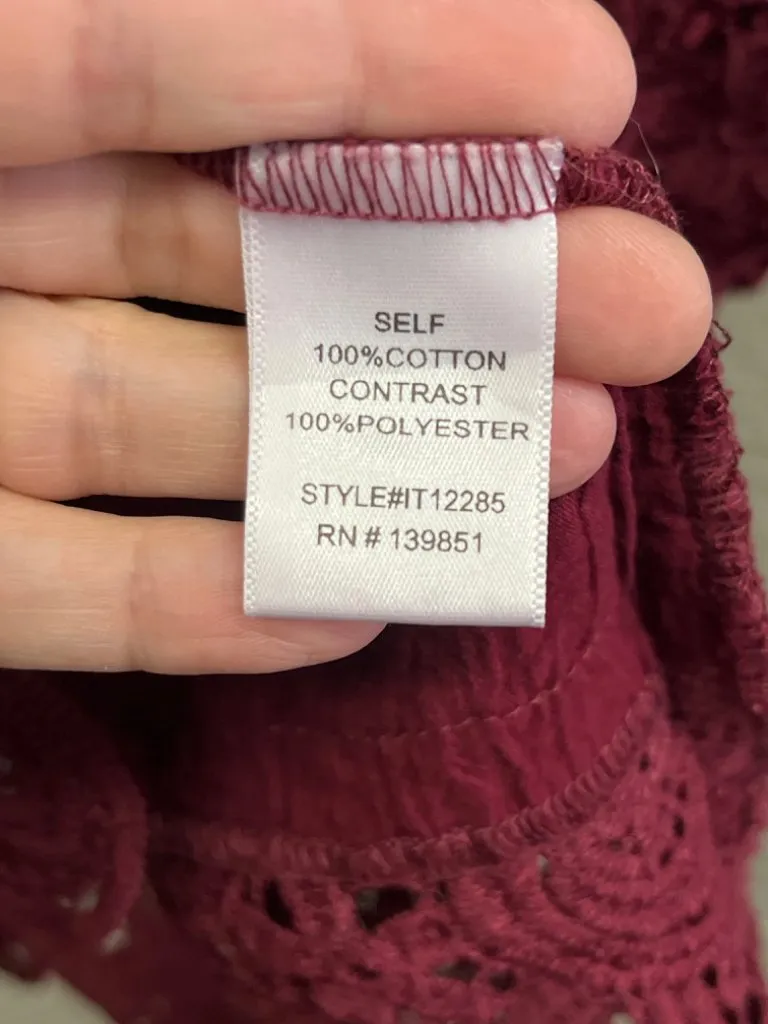 SELF
100%COTTON
CONTRAST
100%POLYESTER
STYLE#IT12285
RN # 139851